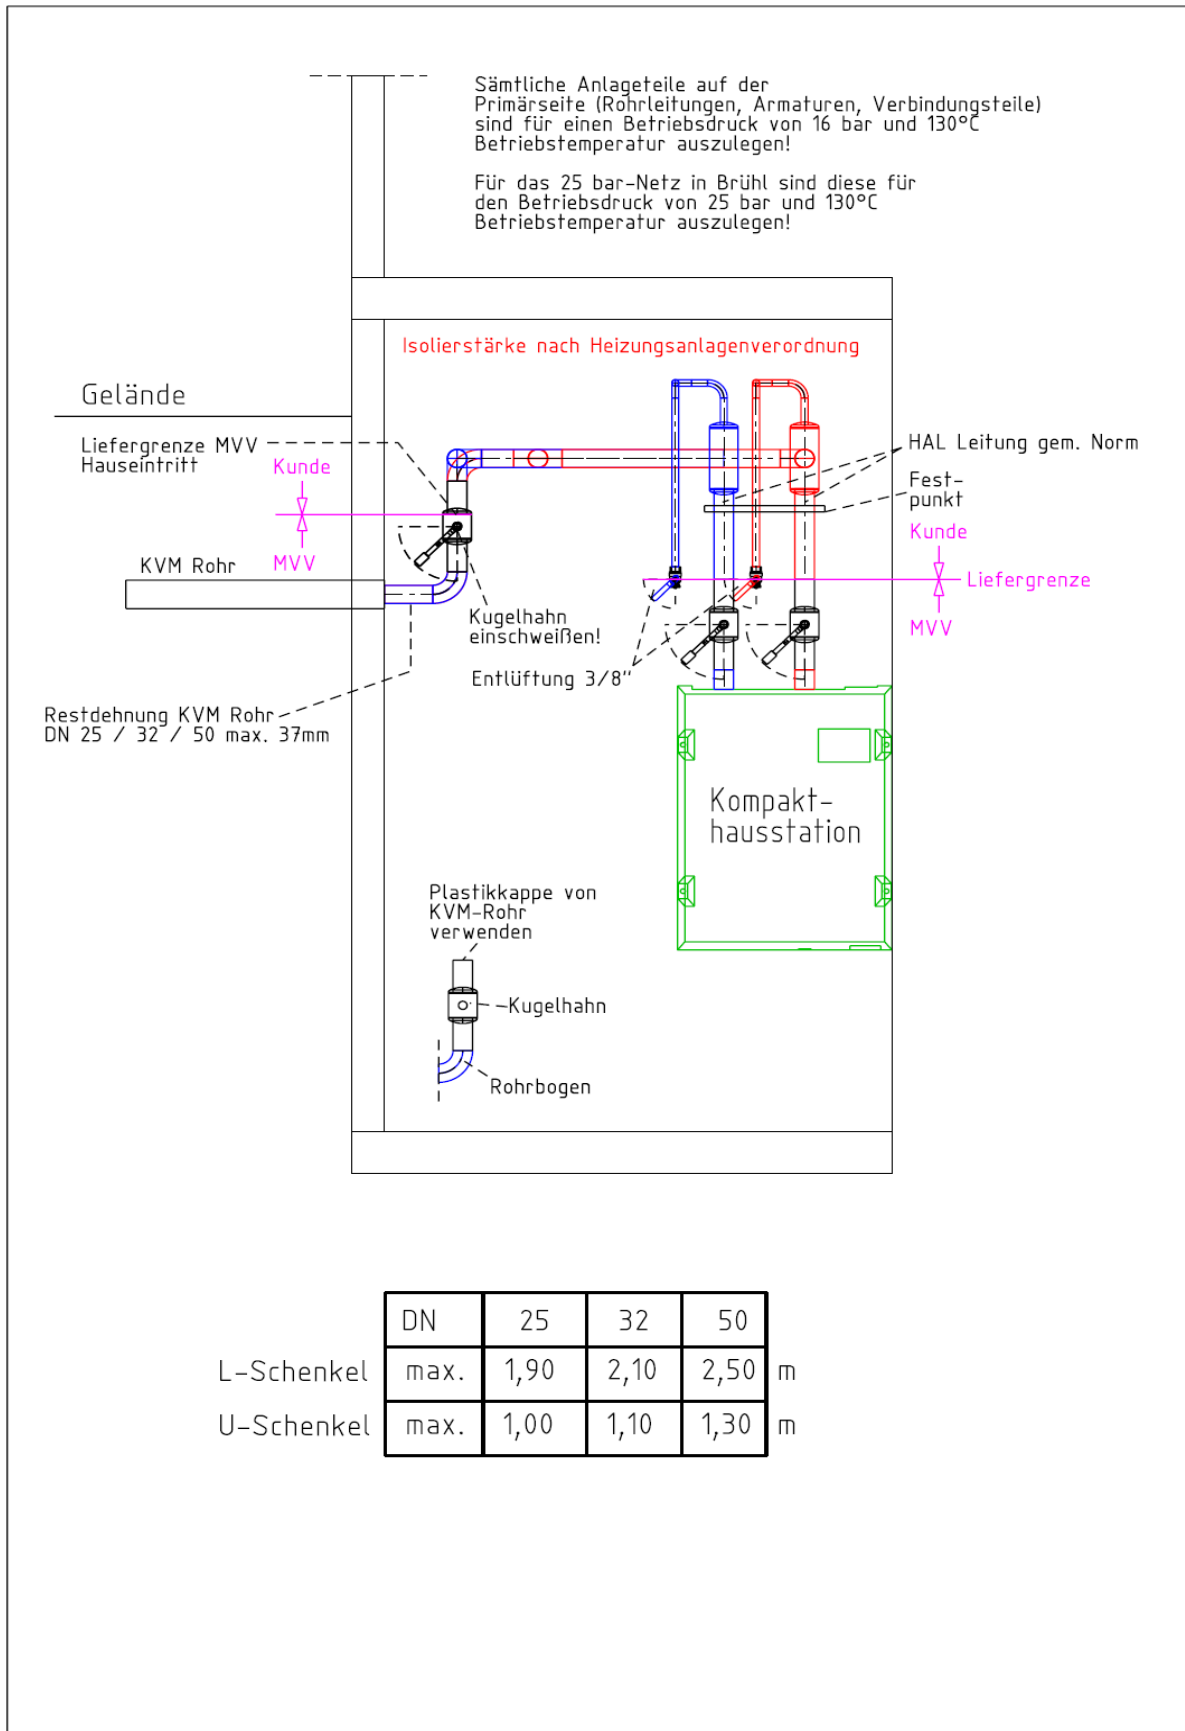 Sämtliche Anlageteile auf der
Primärseite (Rohrleitungen, Armaturen, Verbindungsteile)
sind für einen Betriebsdruck von 16 bar und 130°C
Betriebstemperatur auszulegen!
Für das 25 bar-Netz in Brühl sind diese für
den Betriebsdruck von 25 bar und 130°C
Betriebstemperatur auszulegen!
Isolierstärke nach Heizungsanlagenverordnung
Gelände
Liefergrenze MVV
Hauseintritt
Kunde
MVV
KVM Rohr
HAL Leitung gem. Norm
Fest-
punkt
Kunde
Liefergrenze
MVV
Kugelhahn
einschweißen!
Entlüftung 3/8"
Restdehnung KVM Rohr
DN 25 / 32 / 50 max. 37mm
Kompakt-
hausstation
Plastikkappe von
KVM-Rohr
verwenden
Kugelhahn
Rohrbogen
DN 25 32 50
L-Schenkel max. 1,90 2,10 2,50 m
U-Schenkel max. 1,00 1,10 1,30 m